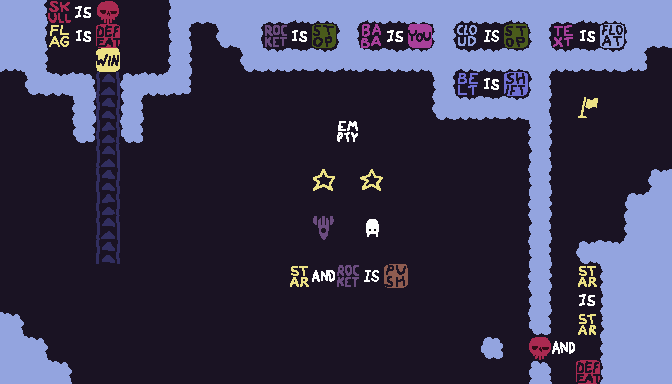 SKULL IS
FLAG IS DEFEAT
WIN
ROCKET IS STOP
BABA IS YOU
CLOUD IS STOP
TEXT IS FLOAT
BELT IS SHIFT
EMPTY
STAR AND ROCKET IS PUSH
STAR
IS
STAR
AND
DEFEAT